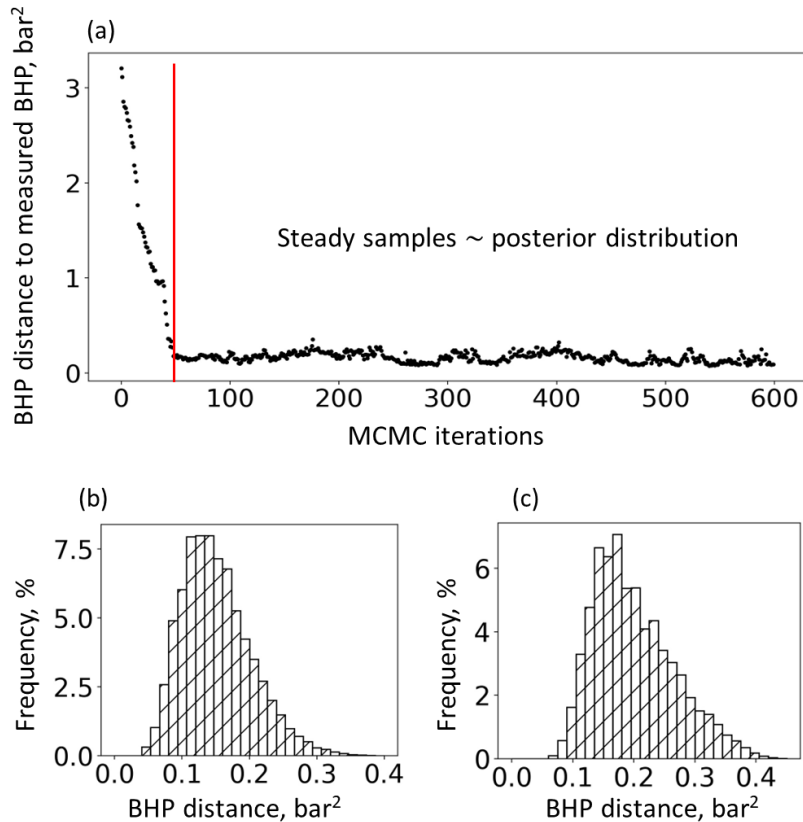 (a)
BHP distance to measured BHP, bar²
3
2
1
0
Steady samples ~ posterior distribution
0 100 200 300 400 500 600
MCMC iterations
(b)
Frequency, %
7.5
5.0
2.5
0.0
0.0 0.1 0.2 0.3 0.4
BHP distance, bar²
(c)
Frequency, %
6
4
2
0
0.0 0.1 0.2 0.3 0.4
BHP distance, bar²